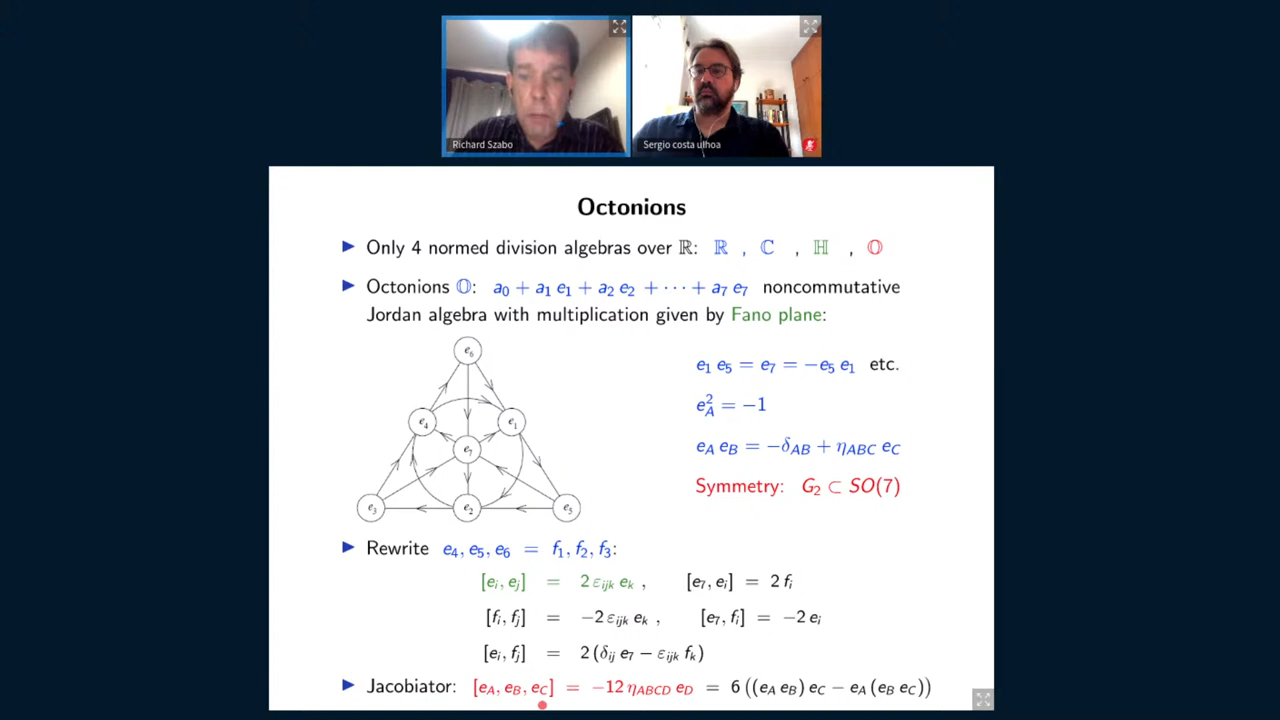 Richard Szabo
Sergio costa ulhoa
Octonions
▶ Only 4 normed division algebras over ℝ: ℝ , ℂ , ℍ , 𝕆
▶ Octonions 𝕆: a₀ + a₁ e₁ + a₂ e₂ + ⋯ + a₇ e₇ noncommutative
Jordan algebra with multiplication given by Fano plane:
e₆
e₄
e₁
e₇
e₃
e₂
e₅
e₁ e₅ = e₇ = −e₅ e₁ etc.
e_A² = −1
e_A e_B = −δ_AB + η_ABC e_C
Symmetry: G₂ ⊂ SO(7)
▶ Rewrite e₄, e₅, e₆ = f₁, f₂, f₃:
[e_i, e_j] = 2 ε_ijk e_k , [e₇, e_i] = 2 f_i
[f_i, f_j] = −2 ε_ijk e_k , [e₇, f_i] = −2 e_i
[e_i, f_j] = 2 (δ_ij e₇ − ε_ijk f_k)
▶ Jacobiator: [e_A, e_B, e_C] = −12 η_ABCD e_D = 6 ((e_A e_B) e_C − e_A (e_B e_C))